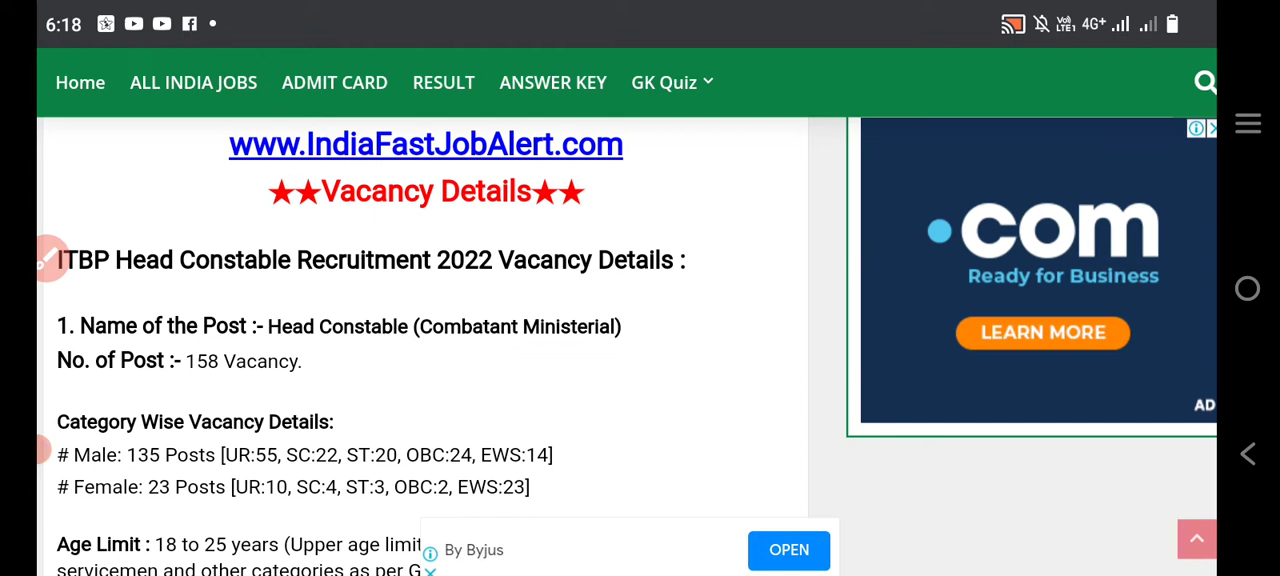 6:18
Vo) LTE1 4G+
Home ALL INDIA JOBS ADMIT CARD RESULT ANSWER KEY GK Quiz
www.IndiaFastJobAlert.com
★★Vacancy Details★★
ITBP Head Constable Recruitment 2022 Vacancy Details :
1. Name of the Post :- Head Constable (Combatant Ministerial)
No. of Post :- 158 Vacancy.
Category Wise Vacancy Details:
# Male: 135 Posts [UR:55, SC:22, ST:20, OBC:24, EWS:14]
# Female: 23 Posts [UR:10, SC:4, ST:3, OBC:2, EWS:23]
Age Limit : 18 to 25 years (Upper age limit
servicemen and other categories as per G
.com
Ready for Business
LEARN MORE
AD
By Byjus
OPEN